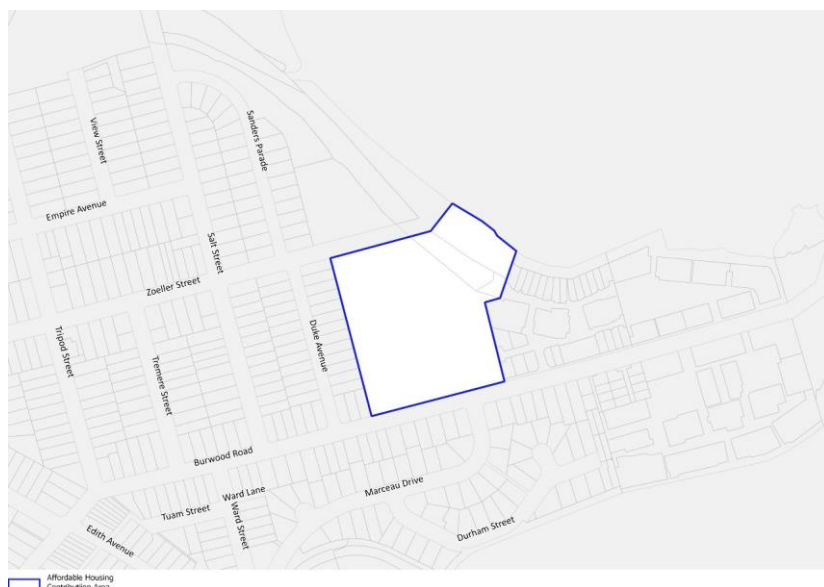 Sanders Parade
View Street
Empire Avenue
Salt Street
Zoeller Street
Duke Avenue
Tripod Street
Tremere Street
Burwood Road
Marceau Drive
Ward Lane
Tuam Street
Ward Street
Edith Avenue
Durham Street
Affordable Housing
Contribution Area